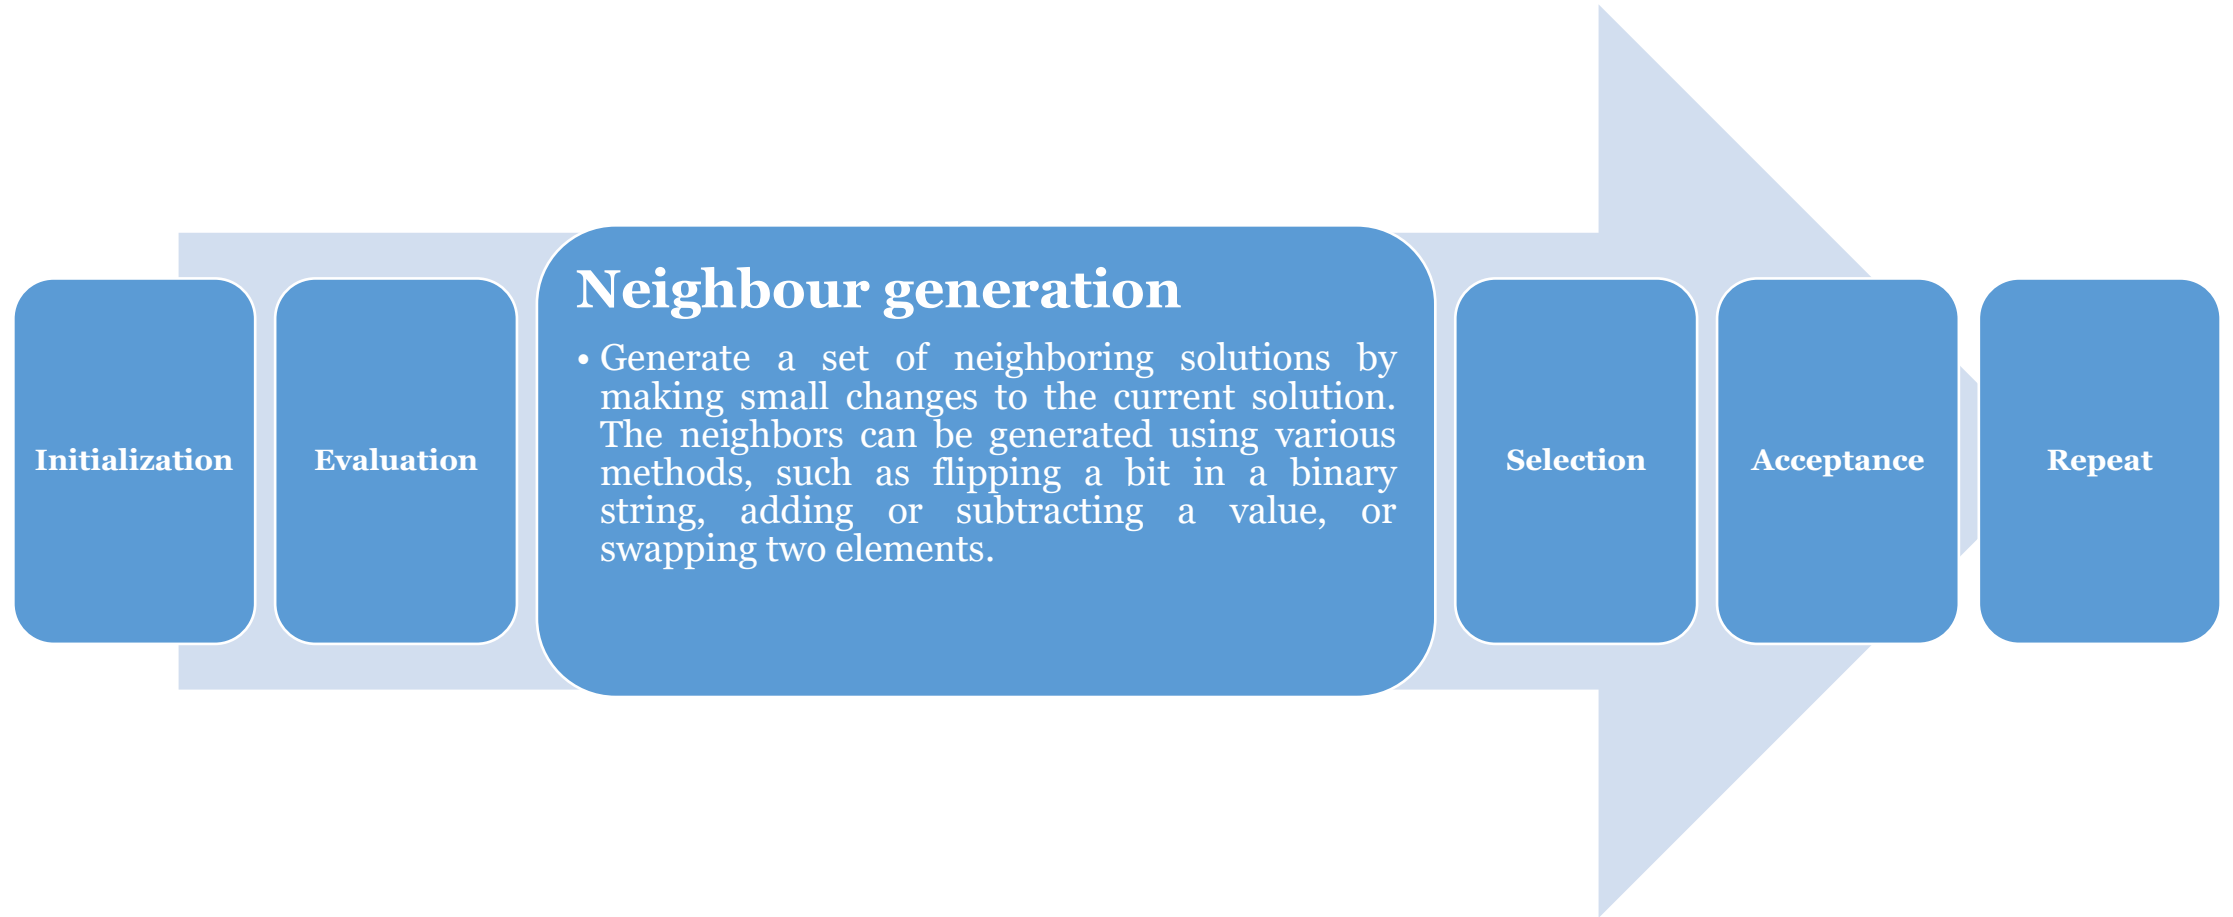 Initialization
Evaluation
Neighbour generation
• Generate a set of neighboring solutions by
making small changes to the current solution.
The neighbors can be generated using various
methods, such as flipping a bit in a binary
string, adding or subtracting a value, or
swapping two elements.
Selection
Acceptance
Repeat